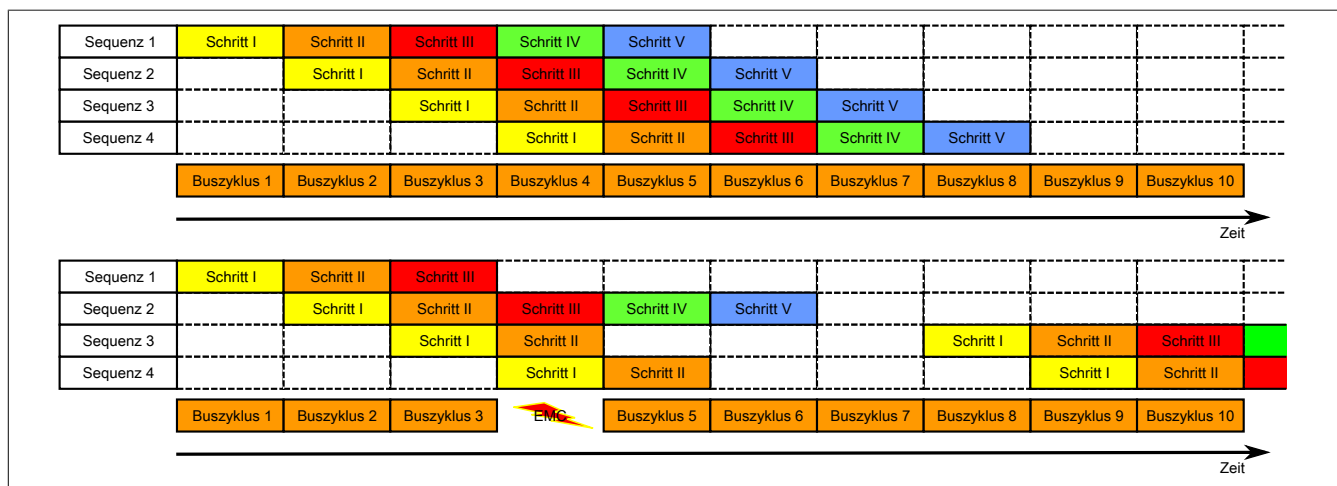 Sequenz 1 Schritt I Schritt II Schritt III Schritt IV Schritt V
Sequenz 2 Schritt I Schritt II Schritt III Schritt IV Schritt V
Sequenz 3 Schritt I Schritt II Schritt III Schritt IV Schritt V
Sequenz 4 Schritt I Schritt II Schritt III Schritt IV Schritt V
Buszyklus 1 Buszyklus 2 Buszyklus 3 Buszyklus 4 Buszyklus 5 Buszyklus 6 Buszyklus 7 Buszyklus 8 Buszyklus 9 Buszyklus 10
Zeit
Sequenz 1 Schritt I Schritt II Schritt III
Sequenz 2 Schritt I Schritt II Schritt III Schritt IV Schritt V
Sequenz 3 Schritt I Schritt II Schritt I Schritt II Schritt III
Sequenz 4 Schritt I Schritt II Schritt I Schritt II
Buszyklus 1 Buszyklus 2 Buszyklus 3 EMC Buszyklus 5 Buszyklus 6 Buszyklus 7 Buszyklus 8 Buszyklus 9 Buszyklus 10
Zeit